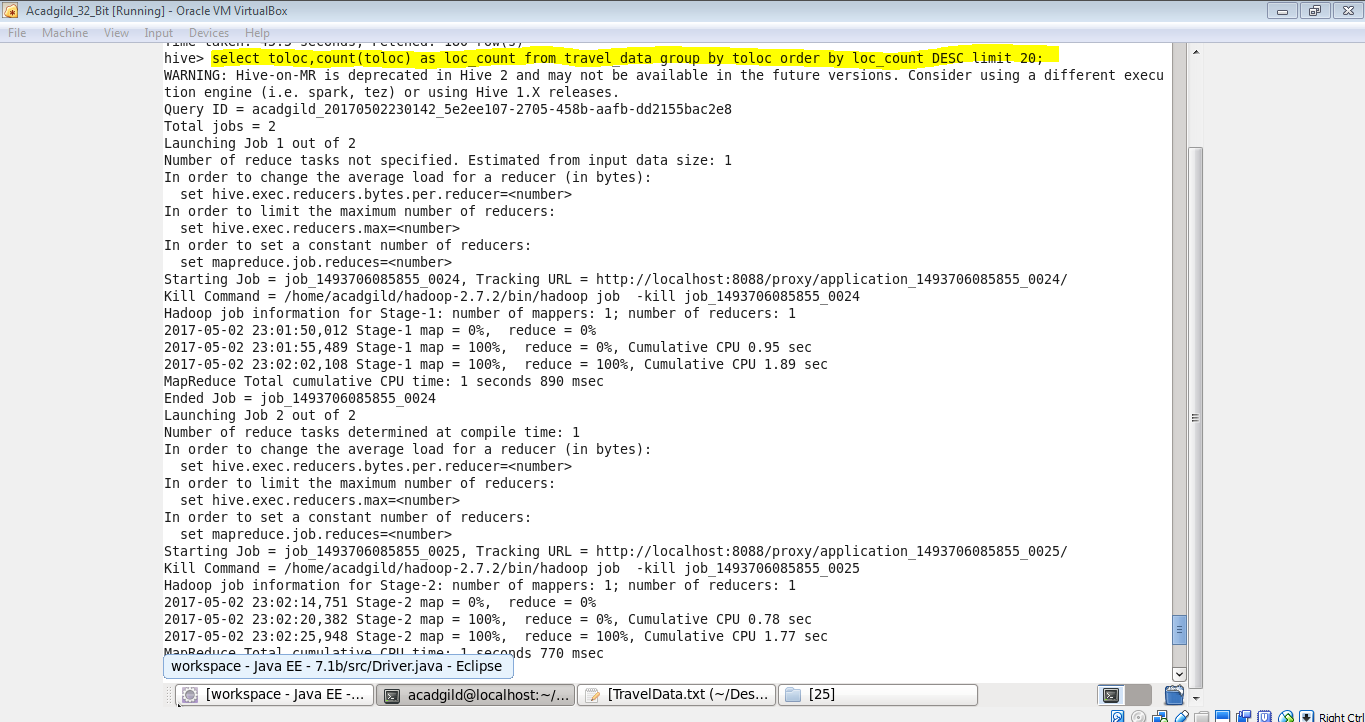 Acadgild_32_Bit [Running] - Oracle VM VirtualBox
File Machine View Input Devices Help
Time taken: 45.5 seconds, Fetched: 180 row(s)
hive> select toloc,count(toloc) as loc_count from travel_data group by toloc order by loc_count DESC limit 20;
WARNING: Hive-on-MR is deprecated in Hive 2 and may not be available in the future versions. Consider using a different execu
tion engine (i.e. spark, tez) or using Hive 1.X releases.
Query ID = acadgild_20170502230142_5e2ee107-2705-458b-aafb-dd2155bac2e8
Total jobs = 2
Launching Job 1 out of 2
Number of reduce tasks not specified. Estimated from input data size: 1
In order to change the average load for a reducer (in bytes):
  set hive.exec.reducers.bytes.per.reducer=<number>
In order to limit the maximum number of reducers:
  set hive.exec.reducers.max=<number>
In order to set a constant number of reducers:
  set mapreduce.job.reduces=<number>
Starting Job = job_1493706085855_0024, Tracking URL = http://localhost:8088/proxy/application_1493706085855_0024/
Kill Command = /home/acadgild/hadoop-2.7.2/bin/hadoop job  -kill job_1493706085855_0024
Hadoop job information for Stage-1: number of mappers: 1; number of reducers: 1
2017-05-02 23:01:50,012 Stage-1 map = 0%,  reduce = 0%
2017-05-02 23:01:55,489 Stage-1 map = 100%,  reduce = 0%, Cumulative CPU 0.95 sec
2017-05-02 23:02:02,108 Stage-1 map = 100%,  reduce = 100%, Cumulative CPU 1.89 sec
MapReduce Total cumulative CPU time: 1 seconds 890 msec
Ended Job = job_1493706085855_0024
Launching Job 2 out of 2
Number of reduce tasks determined at compile time: 1
In order to change the average load for a reducer (in bytes):
  set hive.exec.reducers.bytes.per.reducer=<number>
In order to limit the maximum number of reducers:
  set hive.exec.reducers.max=<number>
In order to set a constant number of reducers:
  set mapreduce.job.reduces=<number>
Starting Job = job_1493706085855_0025, Tracking URL = http://localhost:8088/proxy/application_1493706085855_0025/
Kill Command = /home/acadgild/hadoop-2.7.2/bin/hadoop job  -kill job_1493706085855_0025
Hadoop job information for Stage-2: number of mappers: 1; number of reducers: 1
2017-05-02 23:02:14,751 Stage-2 map = 0%,  reduce = 0%
2017-05-02 23:02:20,382 Stage-2 map = 100%,  reduce = 0%, Cumulative CPU 0.78 sec
2017-05-02 23:02:25,948 Stage-2 map = 100%,  reduce = 100%, Cumulative CPU 1.77 sec
MapReduce Total cumulative CPU time: 1 seconds 770 msec
workspace - Java EE - 7.1b/src/Driver.java - Eclipse
[workspace - Java EE -... acadgild@localhost:~/... [TravelData.txt (~/Des... [25]
Right Ctrl